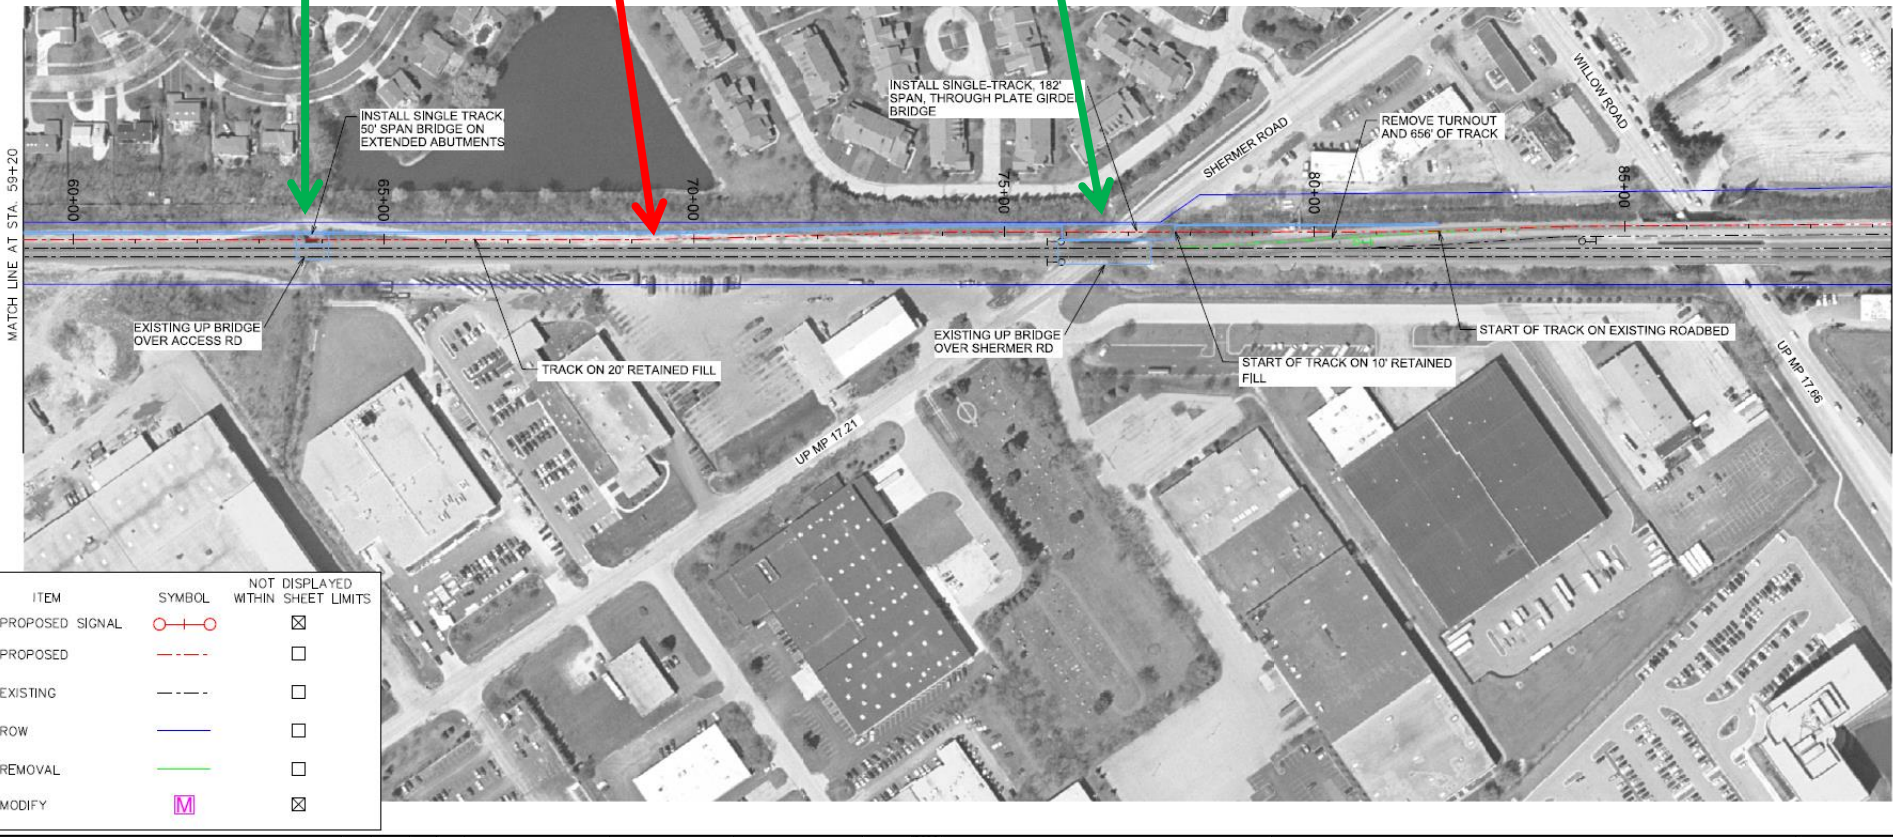 INSTALL SINGLE TRACK,
50' SPAN BRIDGE ON
EXTENDED ABUTMENTS
INSTALL SINGLE-TRACK, 182'
SPAN, THROUGH PLATE GIRDE
BRIDGE
SHERMER ROAD
REMOVE TURNOUT
AND 656' OF TRACK
WILLOW ROAD
MATCH LINE AT STA. 59+20
60+00
65+00
70+00
75+00
80+00
85+00
EXISTING UP BRIDGE
OVER ACCESS RD
TRACK ON 20' RETAINED FILL
EXISTING UP BRIDGE
OVER SHERMER RD
START OF TRACK ON 10' RETAINED
FILL
START OF TRACK ON EXISTING ROADBED
UP MP 17.21
UP MP 17.66
ITEM SYMBOL NOT DISPLAYED
WITHIN SHEET LIMITS
PROPOSED SIGNAL
PROPOSED
EXISTING
ROW
REMOVAL
MODIFY M